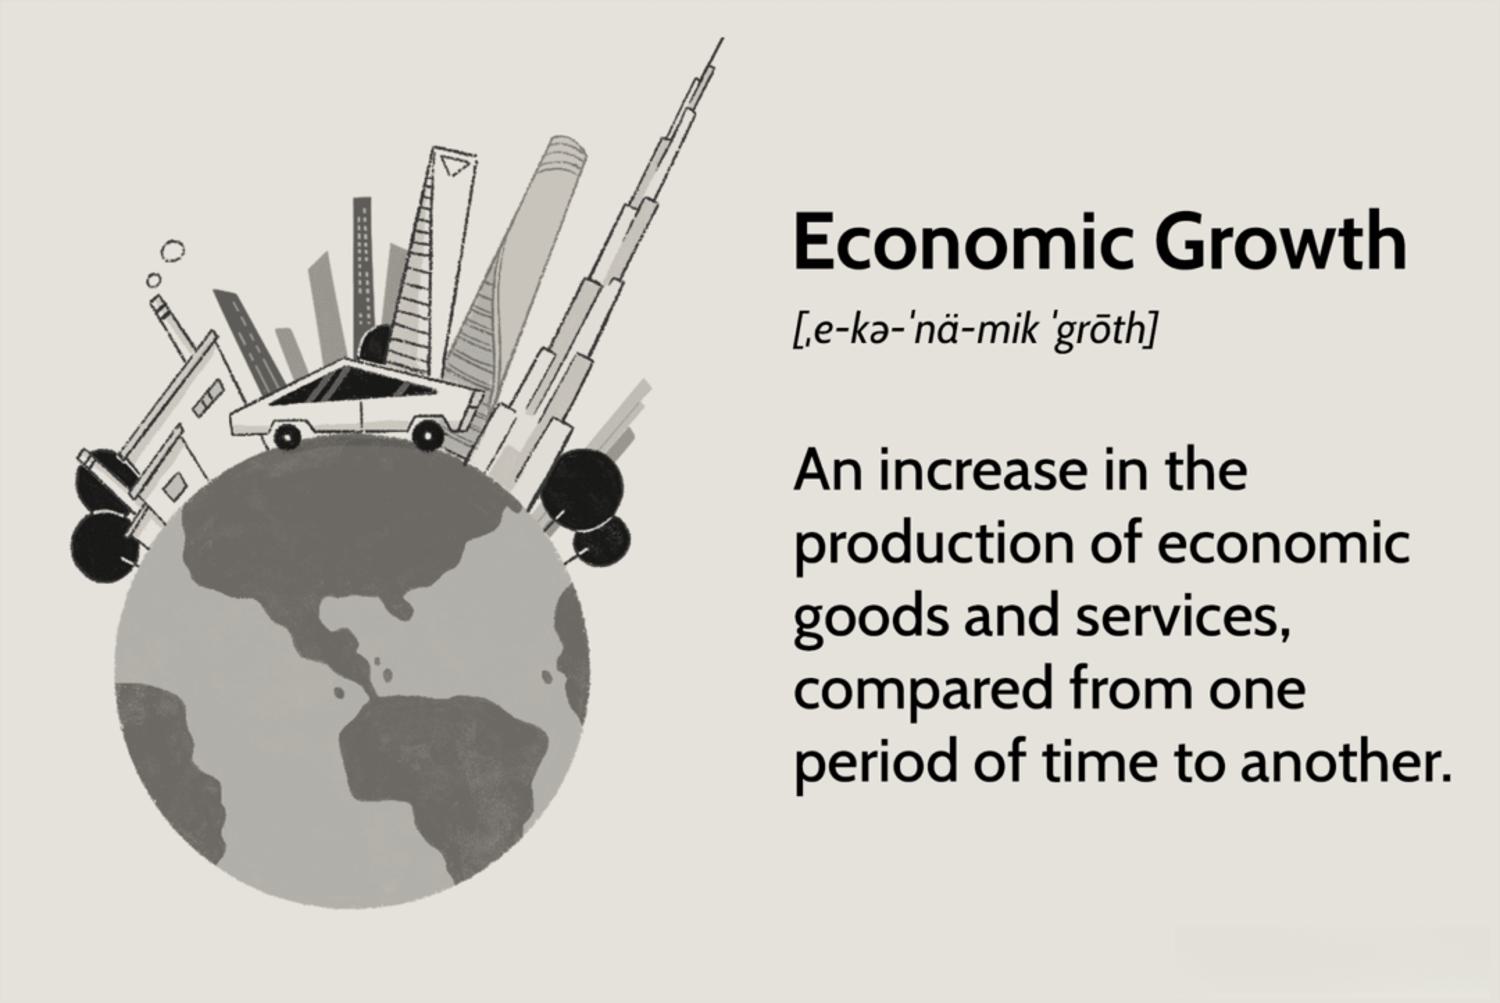 Economic Growth
[ˌe-kə-ˈnä-mik ˈgrōth]
An increase in the
production of economic
goods and services,
compared from one
period of time to another.